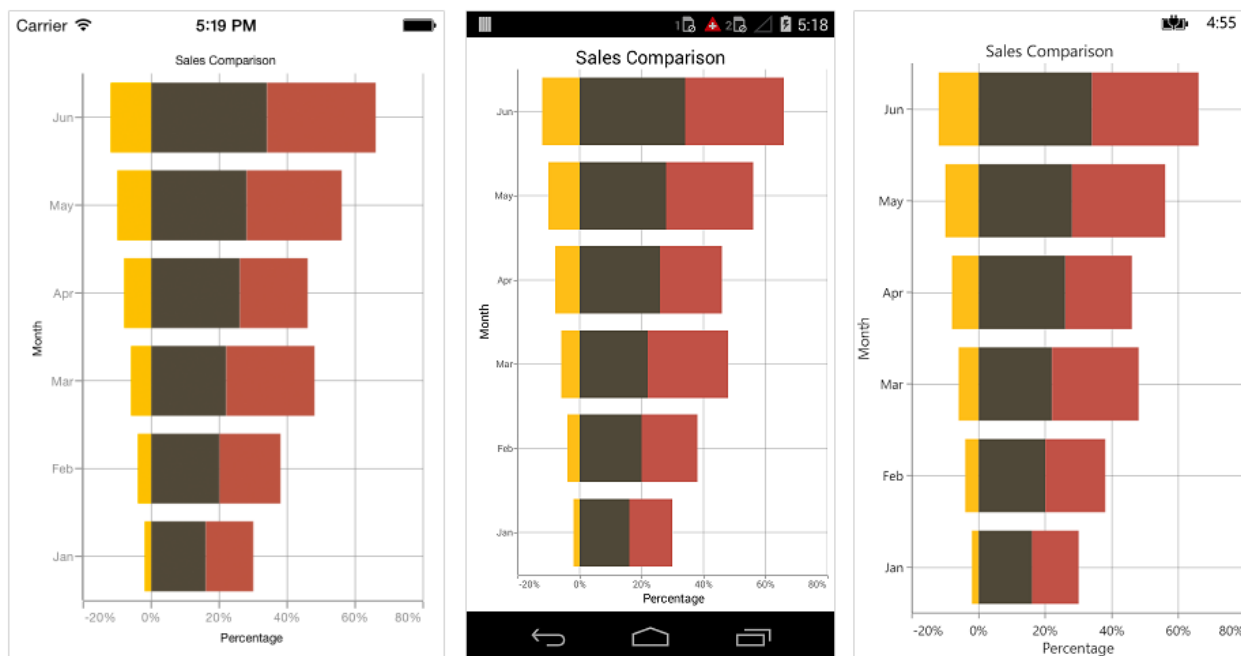 Carrier 5:19 PM
Sales Comparison
Month
Jun
May
Apr
Mar
Feb
Jan
-20% 0% 20% 40% 60% 80%
Percentage
1 2 5:18
Sales Comparison
Month
Jun
May
Apr
Mar
Feb
Jan
-20% 0% 20% 40% 60% 80%
Percentage
4:55
Sales Comparison
Month
Jun
May
Apr
Mar
Feb
Jan
-20% 0% 20% 40% 60% 80%
Percentage